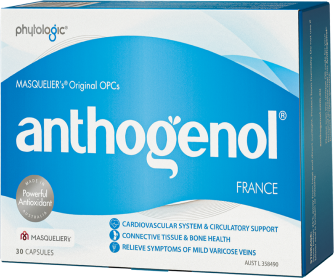 phytologic®
MASQUELIER's® Original OPCs
anthogenol®
FRANCE
Powerful
Antioxidant
AUSTRALIA
CARDIOVASCULAR SYSTEM & CIRCULATORY SUPPORT
CONNECTIVE TISSUE & BONE HEALTH
RELIEVE SYMPTOMS OF MILD VARICOSE VEINS
MASQUELIER'S
30 CAPSULES
AUST L 358490